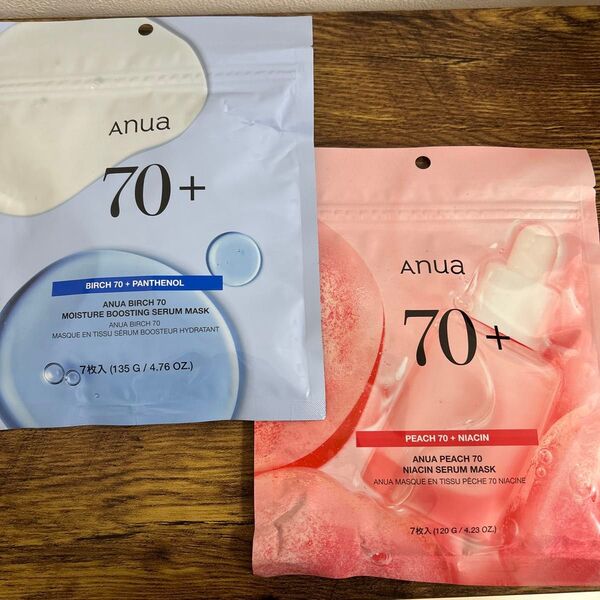 Anua
70+
BIRCH 70 + PANTHENOL
ANUA BIRCH 70
MOISTURE BOOSTING SERUM MASK
ANUA BIRCH 70
MASQUE EN TISSU SÉRUM BOOSTEUR HYDRATANT
7枚入 (135 G / 4.76 OZ.)
Anua
70+
PEACH 70 + NIACIN
ANUA PEACH 70
NIACIN SERUM MASK
ANUA MASQUE EN TISSU PÊCHE 70 NIACINE
7枚入 (120 G / 4.23 OZ.)